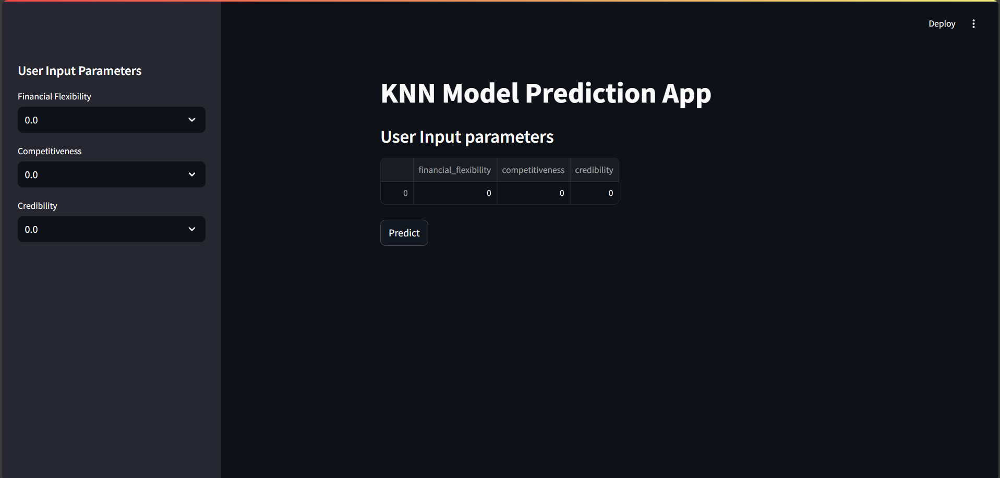 Deploy
User Input Parameters
Financial Flexibility
0.0
Competitiveness
0.0
Credibility
0.0
KNN Model Prediction App
User Input parameters
financial_flexibility competitiveness credibility
0 0 0 0
Predict